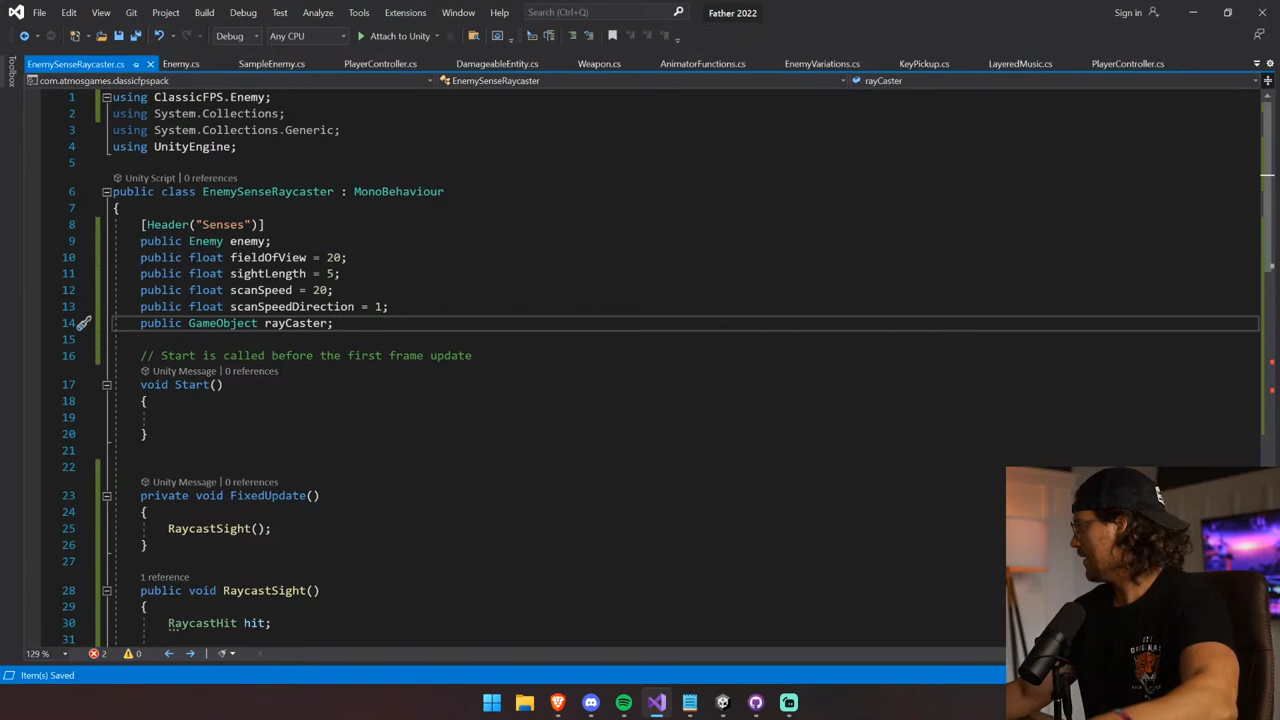 File Edit View Git Project Build Debug Test Analyze Tools Extensions Window Help Search (Ctrl+Q) Father 2022 Sign in
Debug Any CPU Attach to Unity
EnemySenseRaycaster.cs Enemy.cs SampleEnemy.cs PlayerController.cs DamageableEntity.cs Weapon.cs AnimatorFunctions.cs EnemyVariations.cs KeyPickup.cs LayeredMusic.cs PlayerController.cs
com.atmosgames.classicfpspack EnemySenseRaycaster rayCaster
Toolbox
1 using ClassicFPS.Enemy;
2 using System.Collections;
3 using System.Collections.Generic;
4 using UnityEngine;
5
Unity Script | 0 references
6 public class EnemySenseRaycaster : MonoBehaviour
7 {
8 [Header("Senses")]
9 public Enemy enemy;
10 public float fieldOfView = 20;
11 public float sightLength = 5;
12 public float scanSpeed = 20;
13 public float scanSpeedDirection = 1;
14 public GameObject rayCaster;
15
16 // Start is called before the first frame update
Unity Message | 0 references
17 void Start()
18 {
19
20 }
21
22
Unity Message | 0 references
23 private void FixedUpdate()
24 {
25 RaycastSight();
26 }
27
1 reference
28 public void RaycastSight()
29 {
30 RaycastHit hit;
31
129 % 2 0
Item(s) Saved